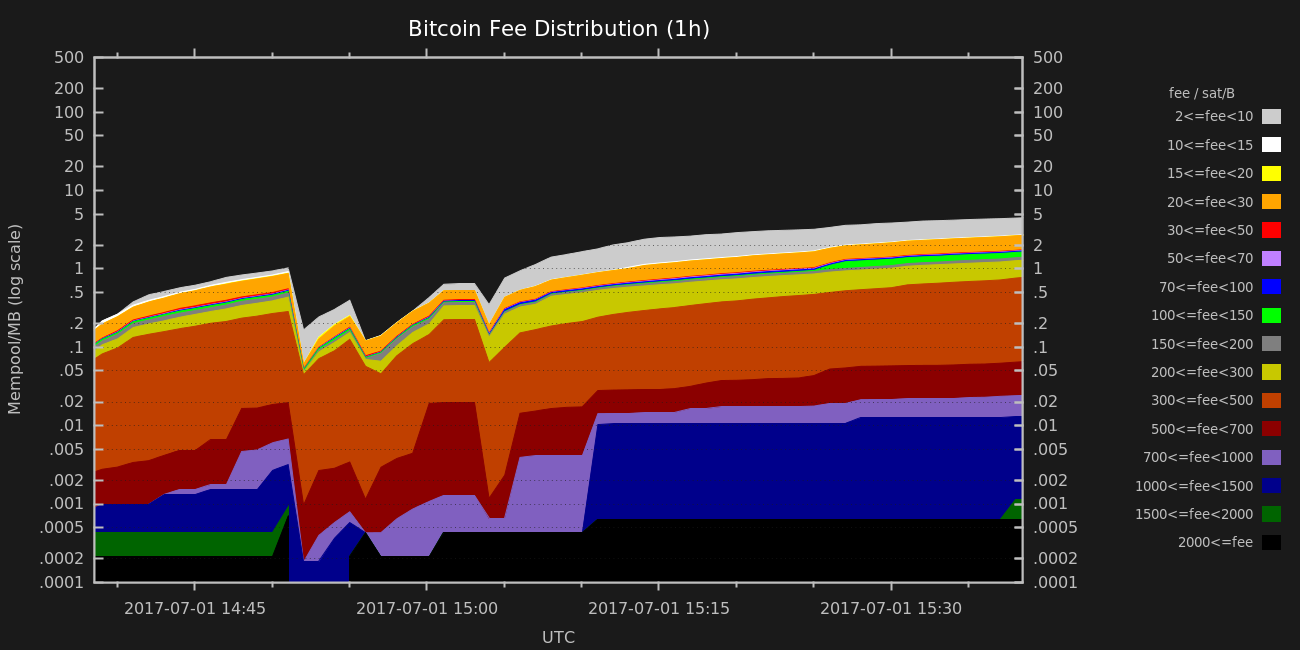 Bitcoin Fee Distribution (1h)
500 500
200 200
100 100
50 50
20 20
10 10
5 5
2 2
1 1
.5 .5
.2 .2
.1 .1
.05 .05
.02 .02
.01 .01
.005 .005
.002 .002
.001 .001
.0005 .0005
.0002 .0002
.0001 .0001
Mempool/MB (log scale)
2017-07-01 14:45 2017-07-01 15:00 2017-07-01 15:15 2017-07-01 15:30
UTC
fee / sat/B
2<=fee<10
10<=fee<15
15<=fee<20
20<=fee<30
30<=fee<50
50<=fee<70
70<=fee<100
100<=fee<150
150<=fee<200
200<=fee<300
300<=fee<500
500<=fee<700
700<=fee<1000
1000<=fee<1500
1500<=fee<2000
2000<=fee